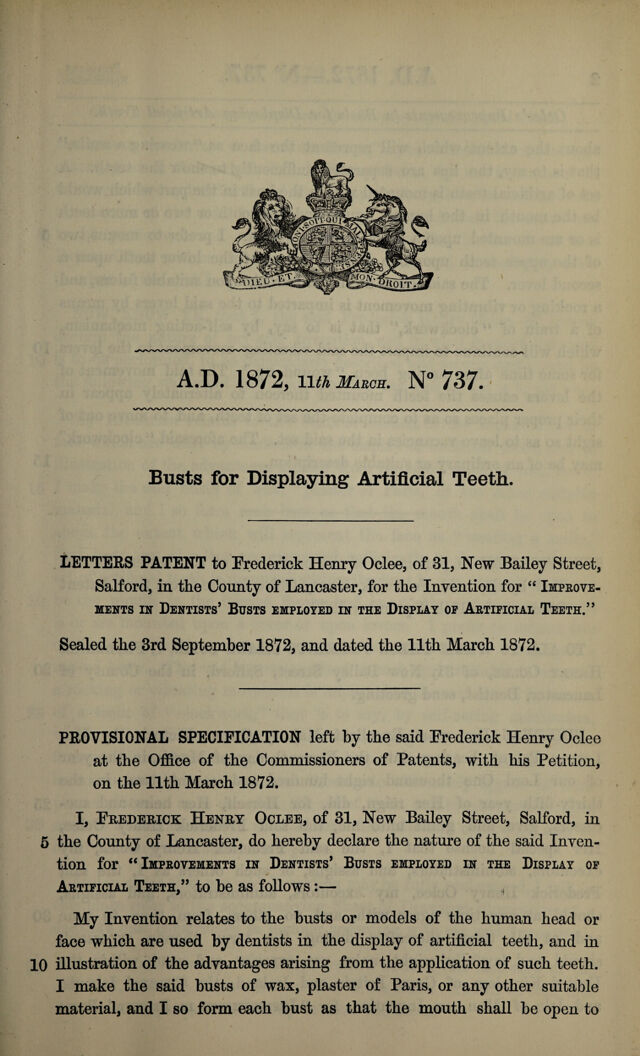 HONI SOIT QUI MAL
DIEU ET MON DROIT.
A.D. 1872, 11th MARCH. Nº 737.
Busts for Displaying Artificial Teeth.
LETTERS PATENT to Frederick Henry Oclee, of 31, New Bailey Street,
Salford, in the County of Lancaster, for the Invention for “ IMPROVE-
MENTS IN DENTISTS’ BUSTS EMPLOYED IN THE DISPLAY OF ARTIFICIAL TEETH.”
Sealed the 3rd September 1872, and dated the 11th March 1872.
PROVISIONAL SPECIFICATION left by the said Frederick Henry Oclee
at the Office of the Commissioners of Patents, with his Petition,
on the 11th March 1872.
I, FREDERICK HENRY OCLEE, of 31, New Bailey Street, Salford, in
5 the County of Lancaster, do hereby declare the nature of the said Inven-
tion for “ IMPROVEMENTS IN DENTISTS’ BUSTS EMPLOYED IN THE DISPLAY OF
ARTIFICIAL TEETH,” to be as follows :—
My Invention relates to the busts or models of the human head or
face which are used by dentists in the display of artificial teeth, and in
10 illustration of the advantages arising from the application of such teeth.
I make the said busts of wax, plaster of Paris, or any other suitable
material, and I so form each bust as that the mouth shall be open to